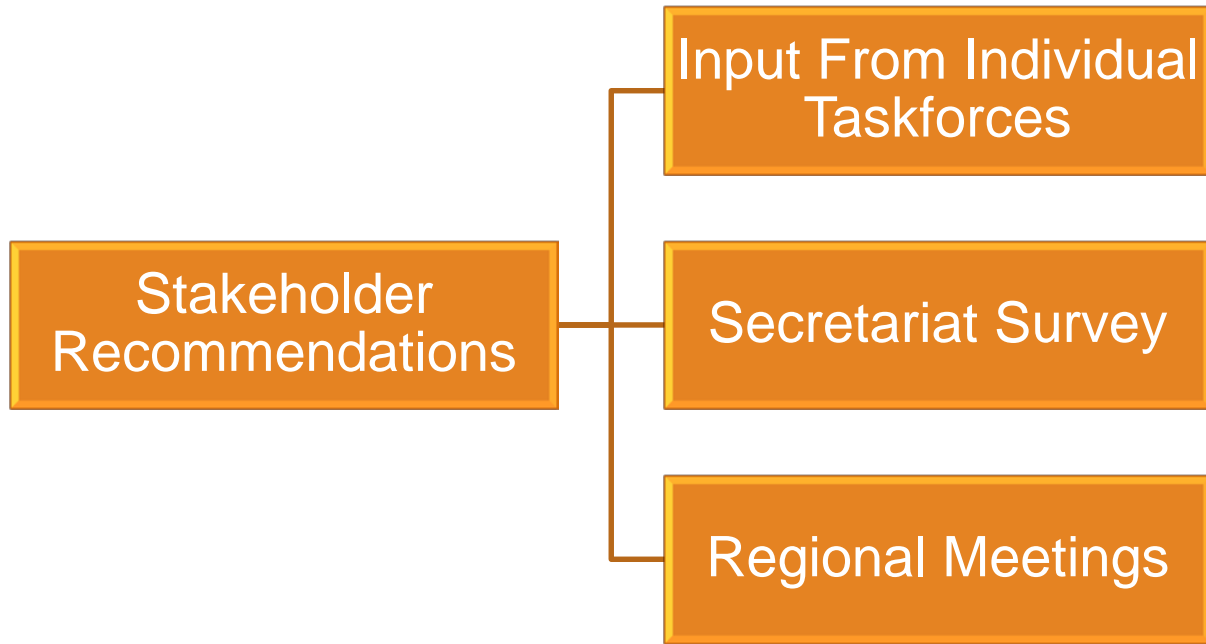 Input From Individual
Taskforces
Stakeholder
Recommendations
Secretariat Survey
Regional Meetings